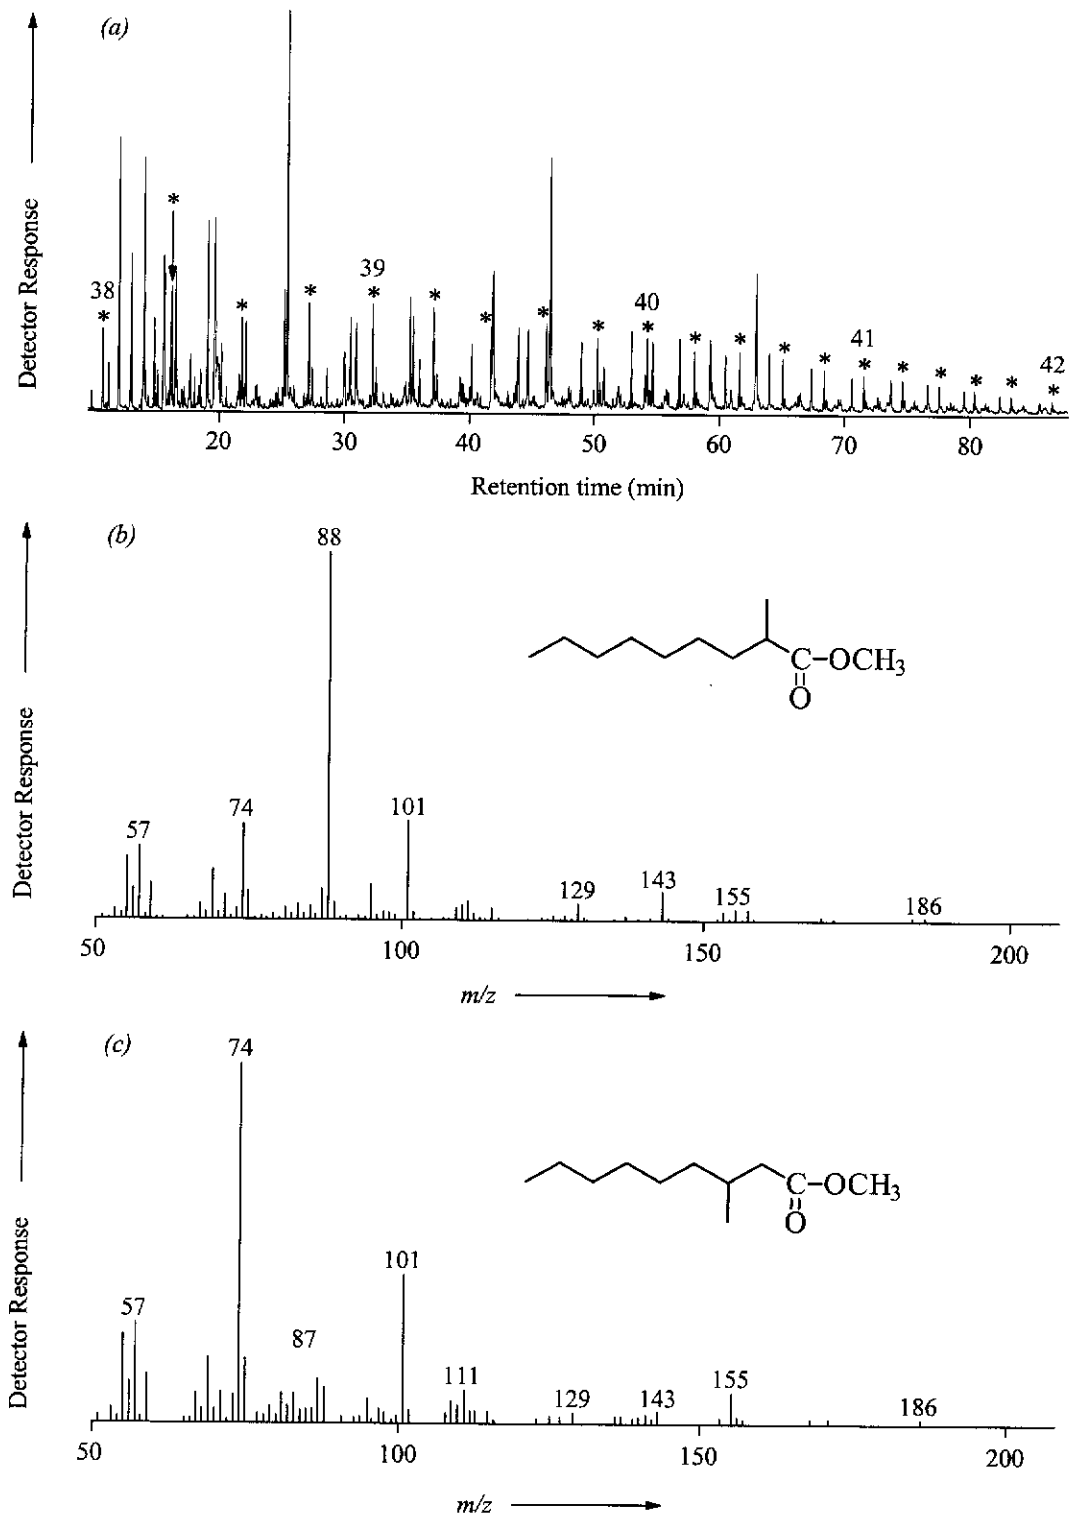 (a)
Detector Response
*
38
*
*
*
39
*
*
*
*
*
40
*
*
*
*
*
41
*
*
*
*
*
42
*
20 30 40 50 60 70 80
Retention time (min)
(b)
Detector Response
88
74
101
57
129
143
155
186
C–OCH3
O
50 100 150 200
m/z
(c)
Detector Response
74
101
57
87
111
129
143
155
186
C–OCH3
O
50 100 150 200
m/z